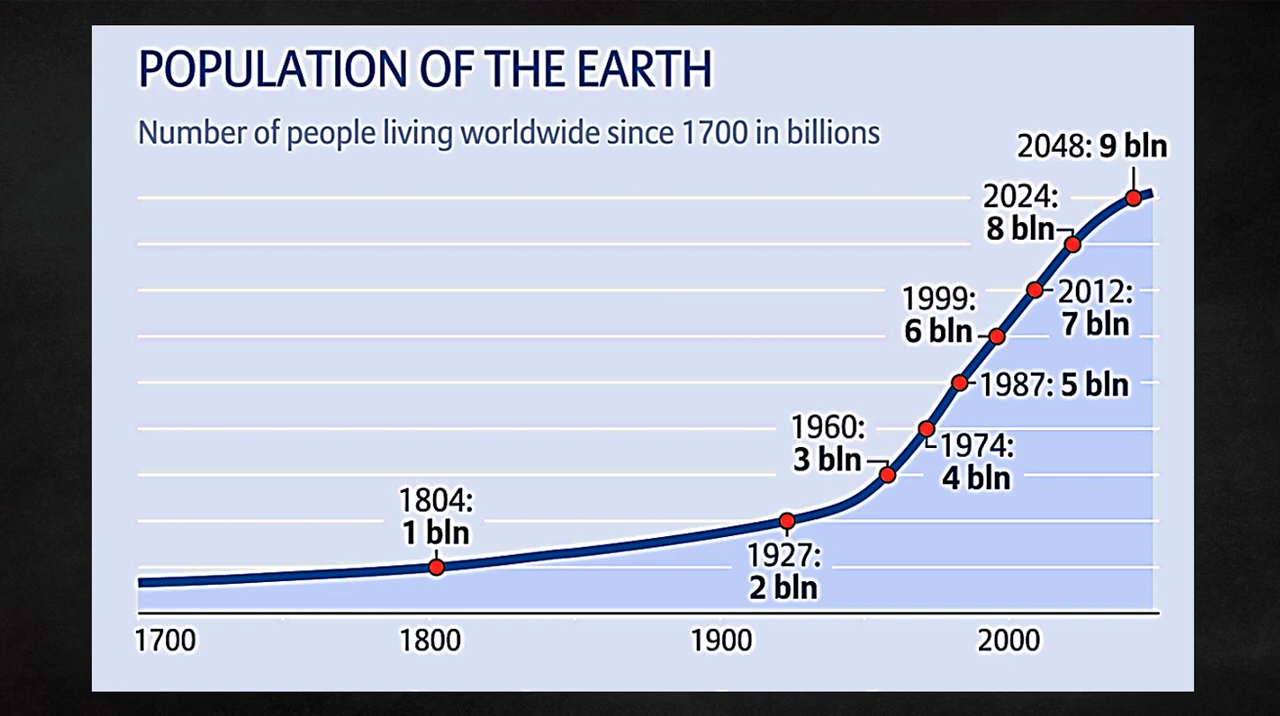 POPULATION OF THE EARTH
Number of people living worldwide since 1700 in billions
2048: 9 bln
2024:
8 bln
2012:
7 bln
1999:
6 bln
1987: 5 bln
1974:
4 bln
1960:
3 bln
1927:
2 bln
1804:
1 bln
1700
1800
1900
2000